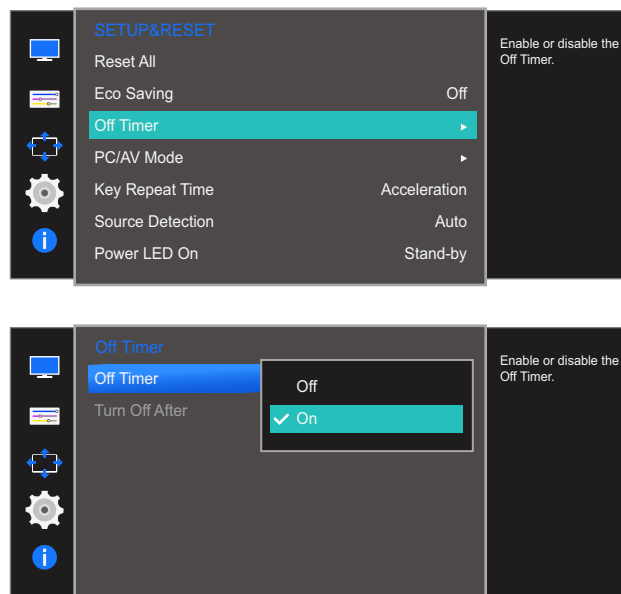 SETUP&RESET
Reset All
Eco Saving Off
Off Timer
PC/AV Mode
Key Repeat Time Acceleration
Source Detection Auto
Power LED On Stand-by
Enable or disable the
Off Timer.
Off Timer
Off Timer
Turn Off After
Off
On
Enable or disable the
Off Timer.